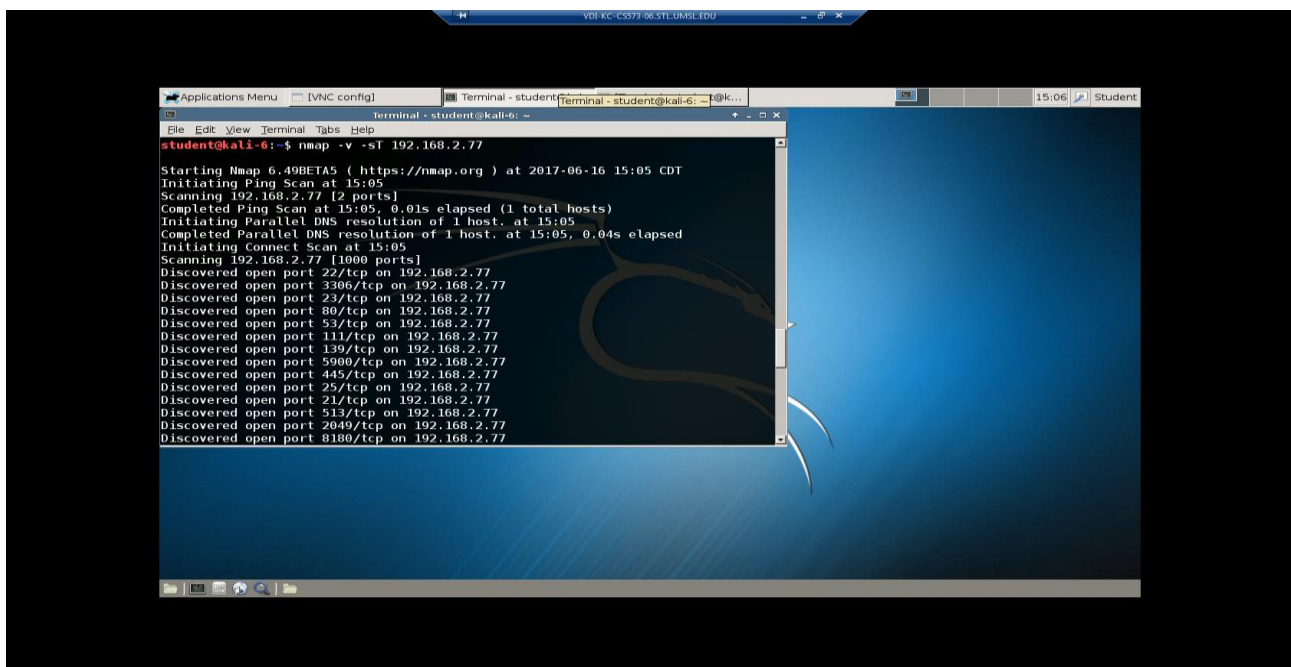 VDI-KC-CS573-06.STL.UMSL.EDU
Applications Menu [VNC config] Terminal - student t@k... 15:06 Student
Terminal - student@kali-6: ~
Terminal - student@kali-6: ~
File Edit View Terminal Tabs Help
student@kali-6:~$ nmap -v -sT 192.168.2.77
Starting Nmap 6.49BETA5 ( https://nmap.org ) at 2017-06-16 15:05 CDT
Initiating Ping Scan at 15:05
Scanning 192.168.2.77 [2 ports]
Completed Ping Scan at 15:05, 0.01s elapsed (1 total hosts)
Initiating Parallel DNS resolution of 1 host. at 15:05
Completed Parallel DNS resolution of 1 host. at 15:05, 0.04s elapsed
Initiating Connect Scan at 15:05
Scanning 192.168.2.77 [1000 ports]
Discovered open port 22/tcp on 192.168.2.77
Discovered open port 3306/tcp on 192.168.2.77
Discovered open port 23/tcp on 192.168.2.77
Discovered open port 80/tcp on 192.168.2.77
Discovered open port 53/tcp on 192.168.2.77
Discovered open port 111/tcp on 192.168.2.77
Discovered open port 139/tcp on 192.168.2.77
Discovered open port 5900/tcp on 192.168.2.77
Discovered open port 445/tcp on 192.168.2.77
Discovered open port 25/tcp on 192.168.2.77
Discovered open port 21/tcp on 192.168.2.77
Discovered open port 513/tcp on 192.168.2.77
Discovered open port 2049/tcp on 192.168.2.77
Discovered open port 8180/tcp on 192.168.2.77